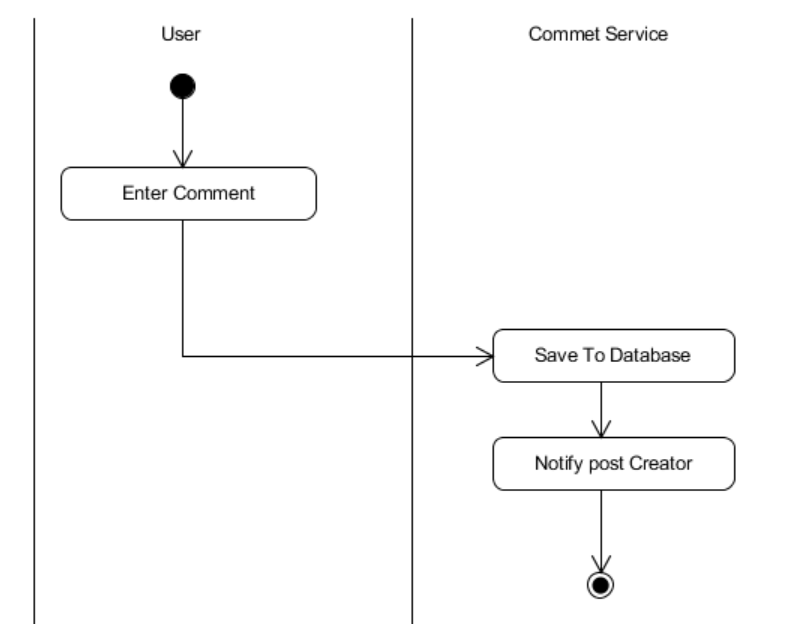 User
Commet Service
Enter Comment
Save To Database
Notify post Creator